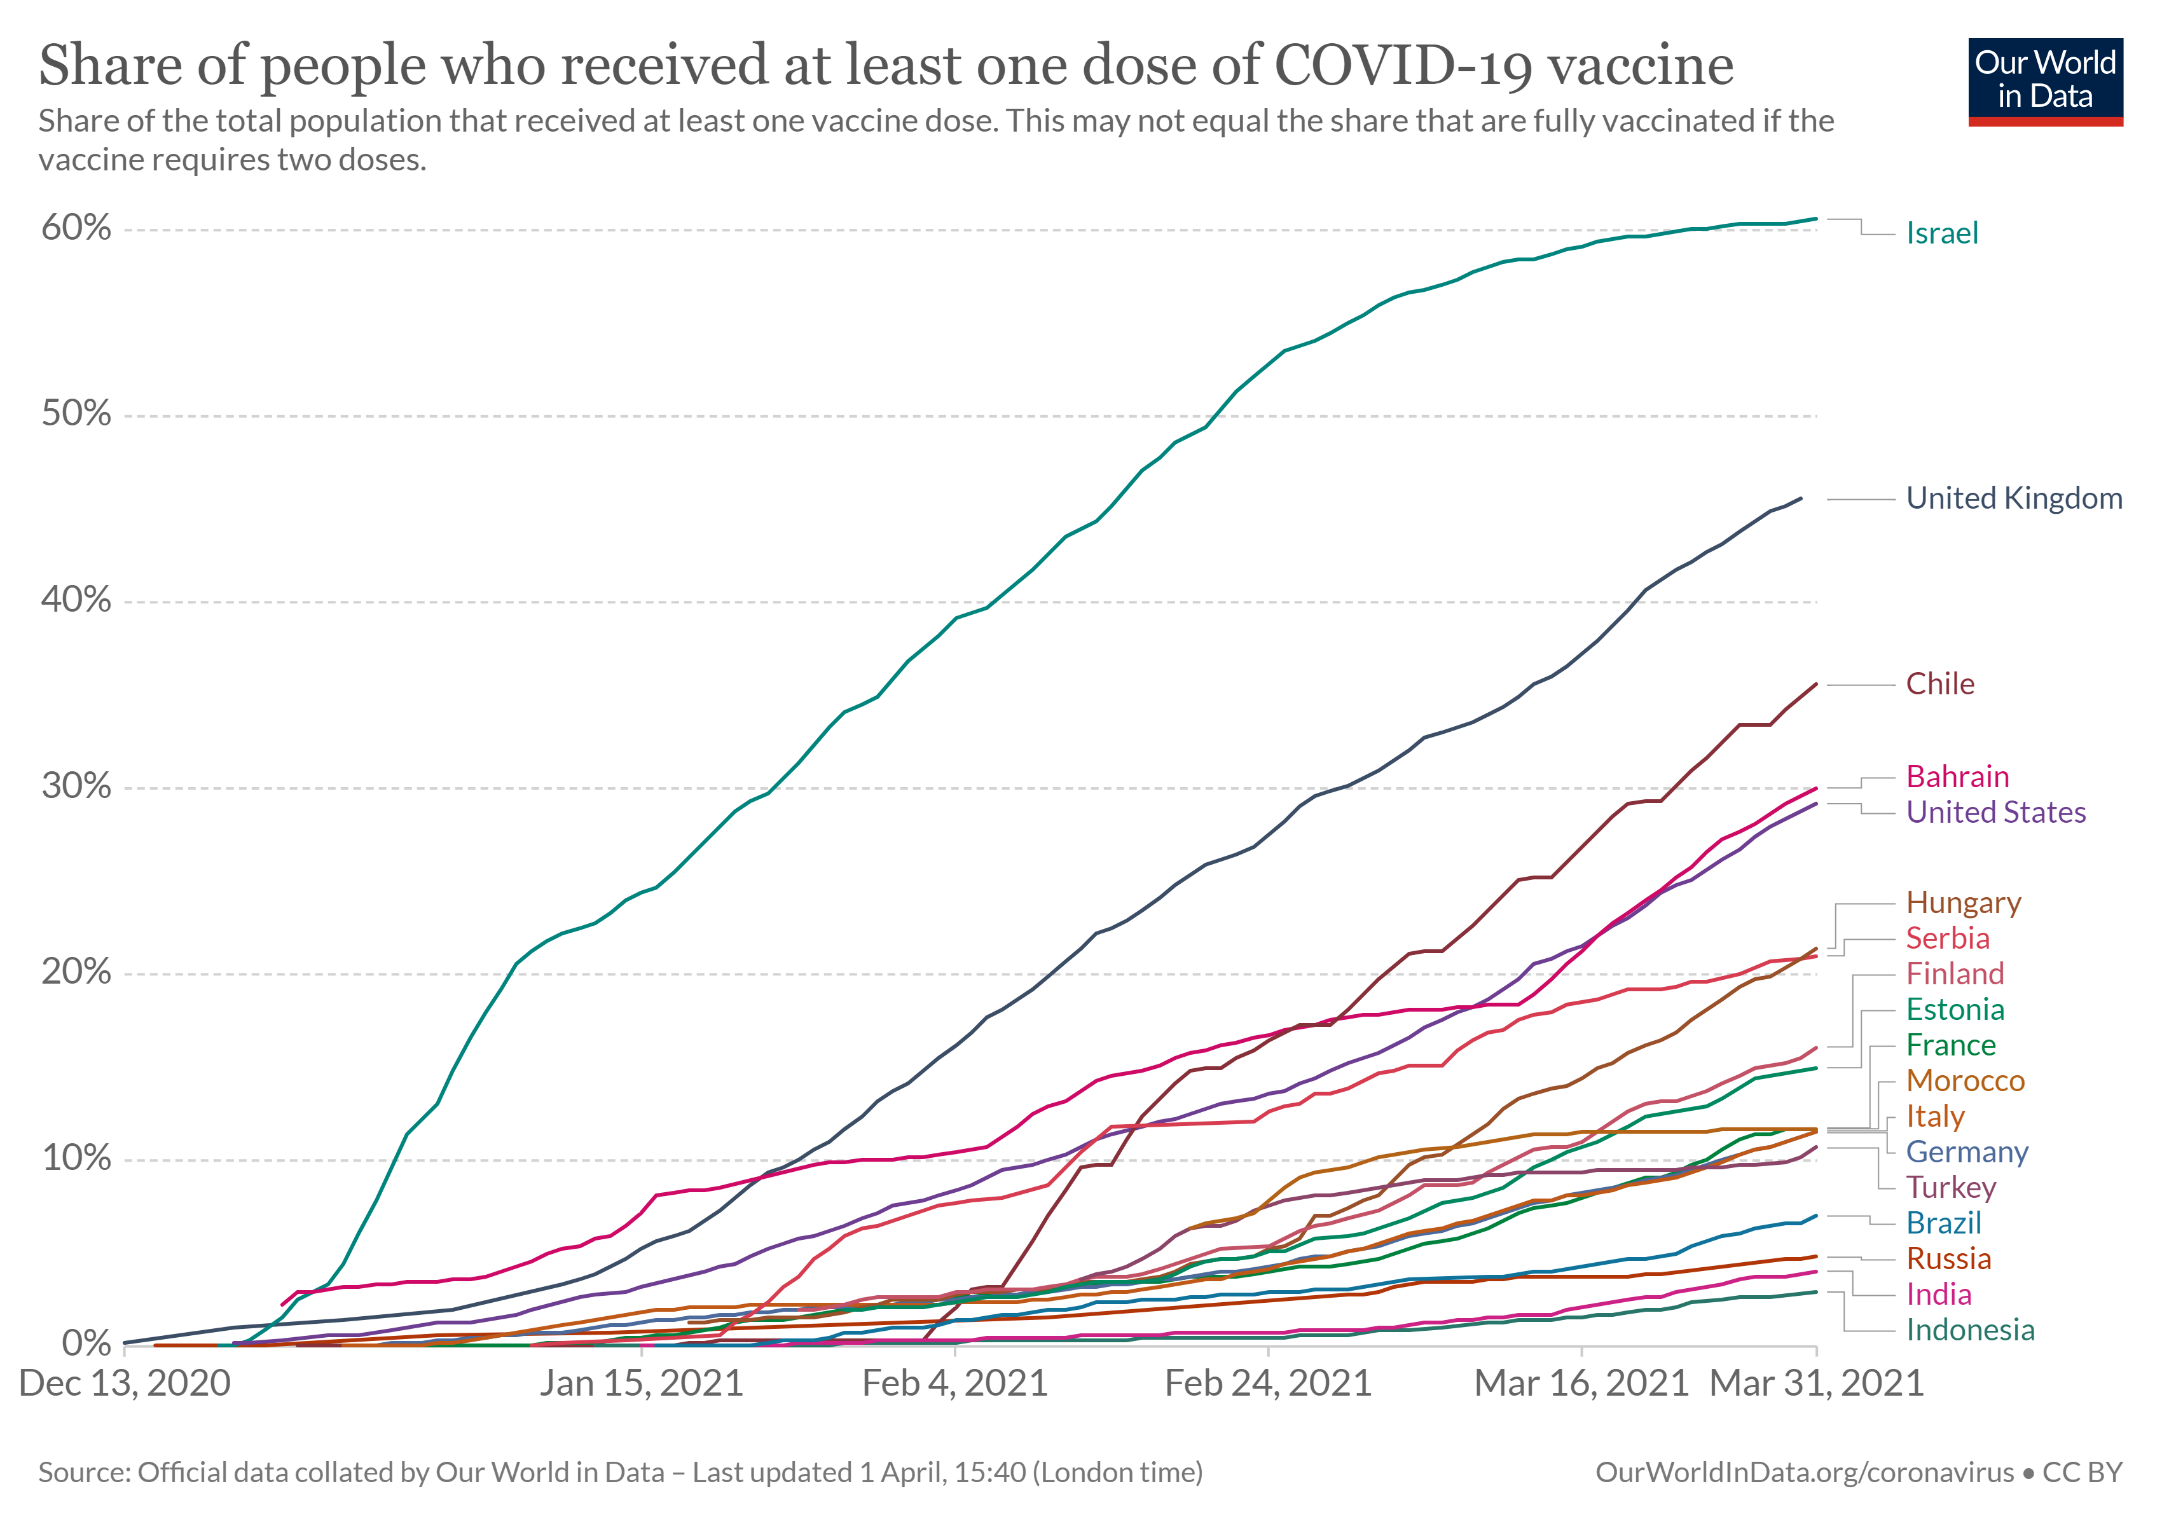 Share of people who received at least one dose of COVID-19 vaccine
Our World
in Data
Share of the total population that received at least one vaccine dose. This may not equal the share that are fully vaccinated if the
vaccine requires two doses.
60%
50%
40%
30%
20%
10%
0%
Israel
United Kingdom
Chile
Bahrain
United States
Hungary
Serbia
Finland
Estonia
France
Morocco
Italy
Germany
Turkey
Brazil
Russia
India
Indonesia
Dec 13, 2020
Jan 15, 2021
Feb 4, 2021
Feb 24, 2021
Mar 16, 2021
Mar 31, 2021
Source: Official data collated by Our World in Data – Last updated 1 April, 15:40 (London time)
OurWorldInData.org/coronavirus • CC BY